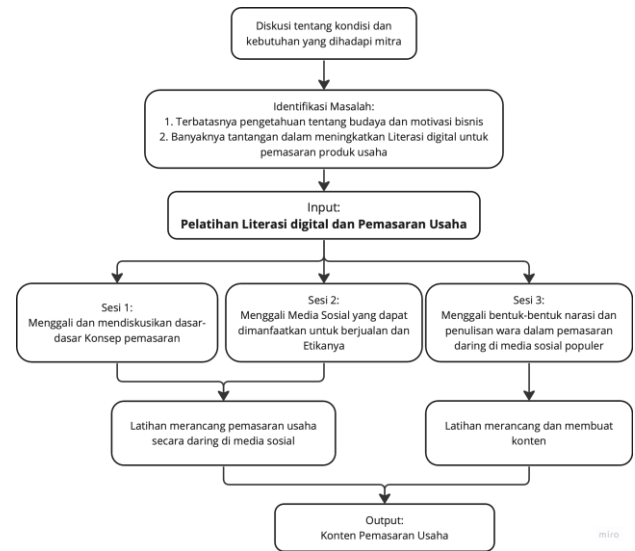 Diskusi tentang kondisi dan
kebutuhan yang dihadapi mitra
Identifikasi Masalah:
1. Terbatasnya pengetahuan tentang budaya dan motivasi bisnis
2. Banyaknya tantangan dalam meningkatkan Literasi digital untuk
pemasaran produk usaha
Input:
Pelatihan Literasi digital dan Pemasaran Usaha
Sesi 1:
Menggali dan mendiskusikan dasar-
dasar Konsep pemasaran
Sesi 2:
Menggali Media Sosial yang dapat
dimanfaatkan untuk berjualan dan
Etikanya
Sesi 3:
Menggali bentuk-bentuk narasi dan
penulisan wara dalam pemasaran
daring di media sosial populer
Latihan merancang pemasaran usaha
secara daring di media sosial
Latihan merancang dan membuat
konten
Output:
Konten Pemasaran Usaha
miro